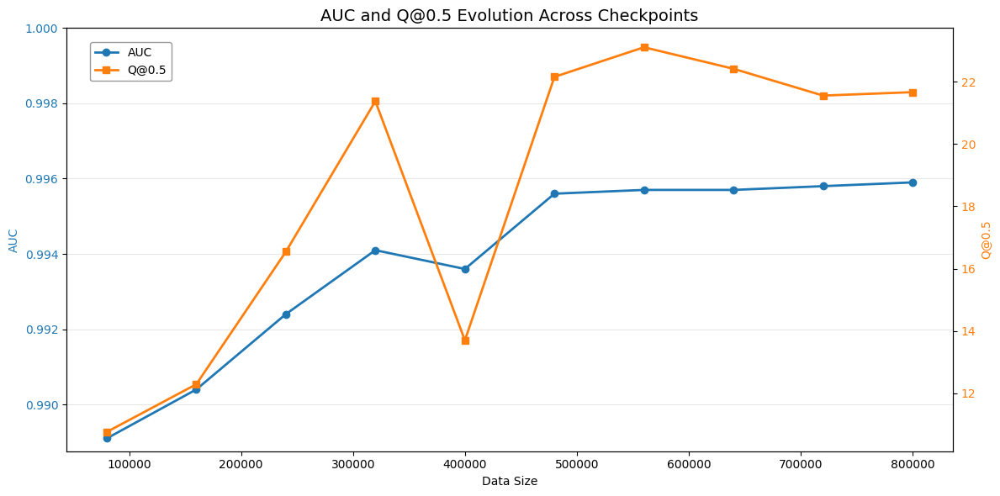 AUC and Q@0.5 Evolution Across Checkpoints
AUC
Q@0.5
1.000
0.998
0.996
0.994
0.992
0.990
AUC
22
20
18
16
14
12
Q@0.5
100000 200000 300000 400000 500000 600000 700000 800000
Data Size